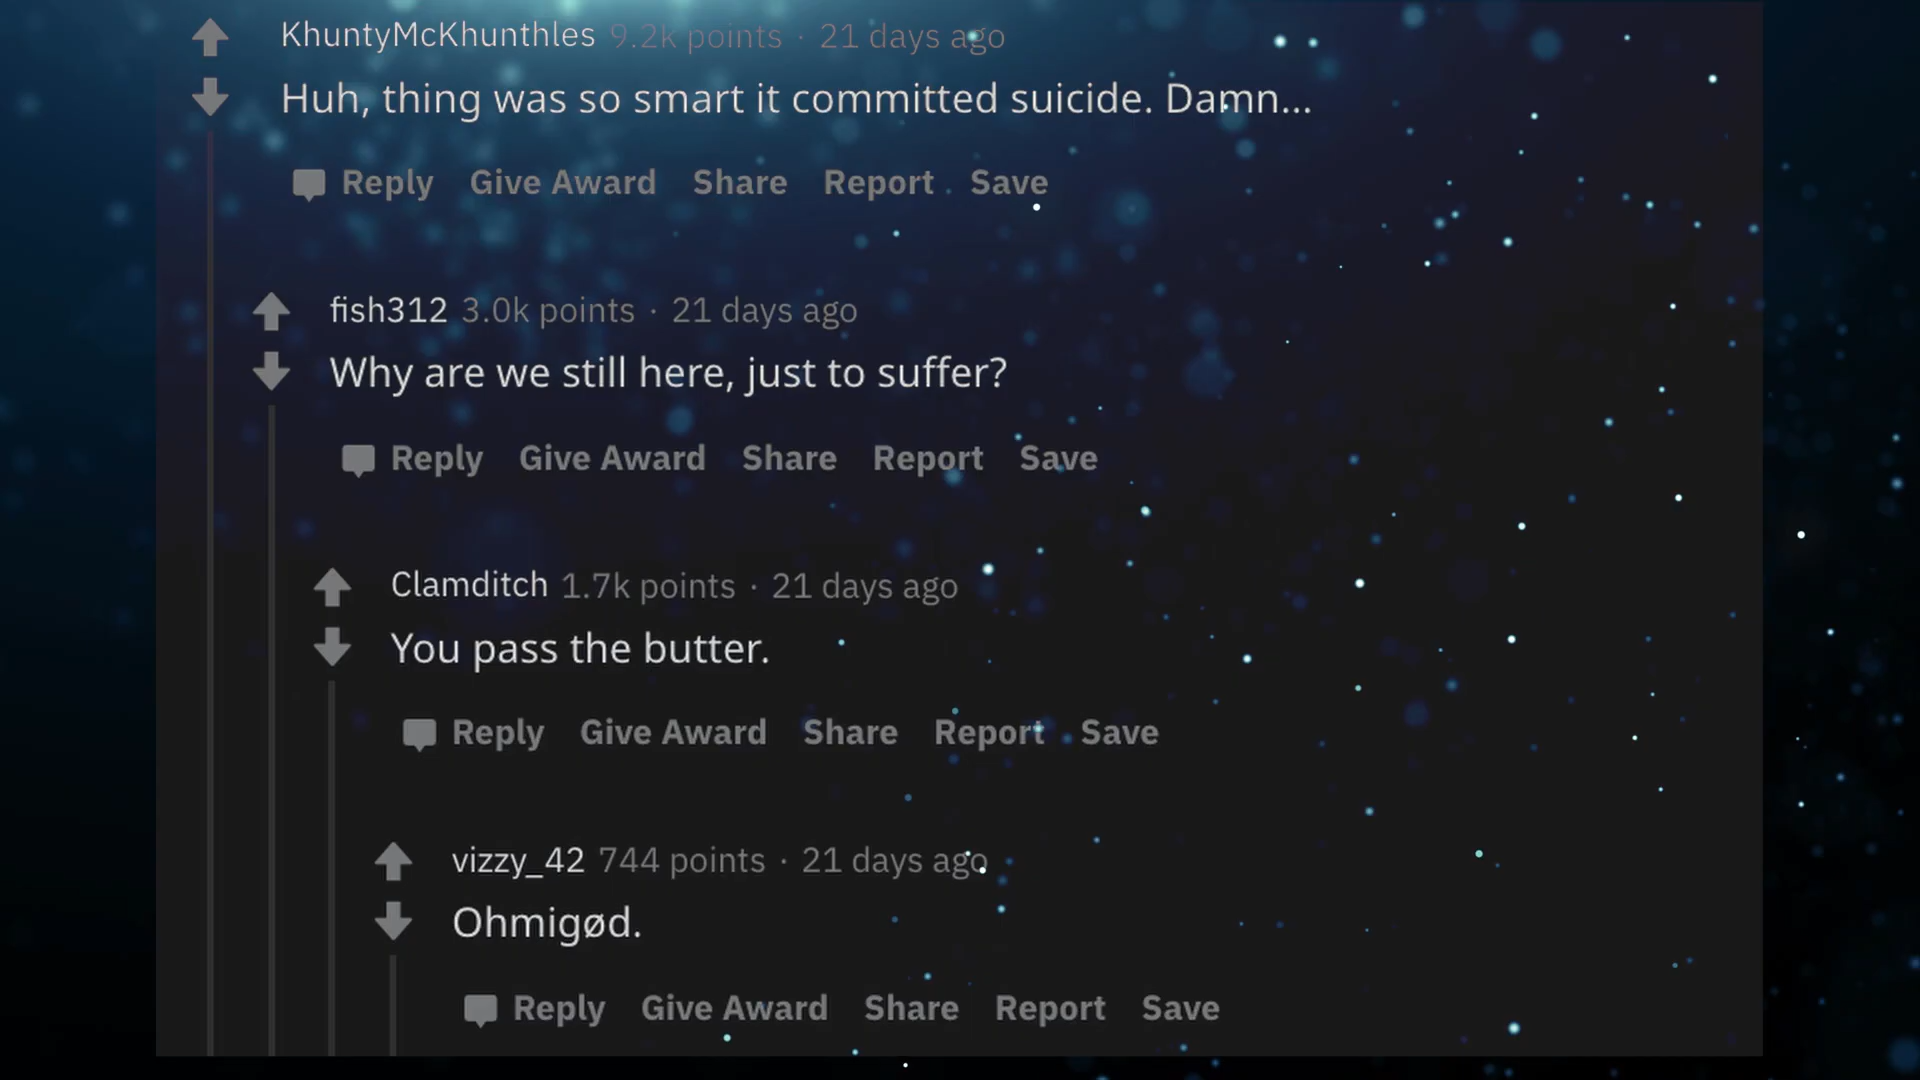 KhuntyMcKhunthles 9.2k points · 21 days ago
Huh, thing was so smart it committed suicide. Damn...
Reply Give Award Share Report Save
fish312 3.0k points · 21 days ago
Why are we still here, just to suffer?
Reply Give Award Share Report Save
Clamditch 1.7k points · 21 days ago
You pass the butter.
Reply Give Award Share Report Save
vizzy_42 744 points · 21 days ago
Ohmigød.
Reply Give Award Share Report Save